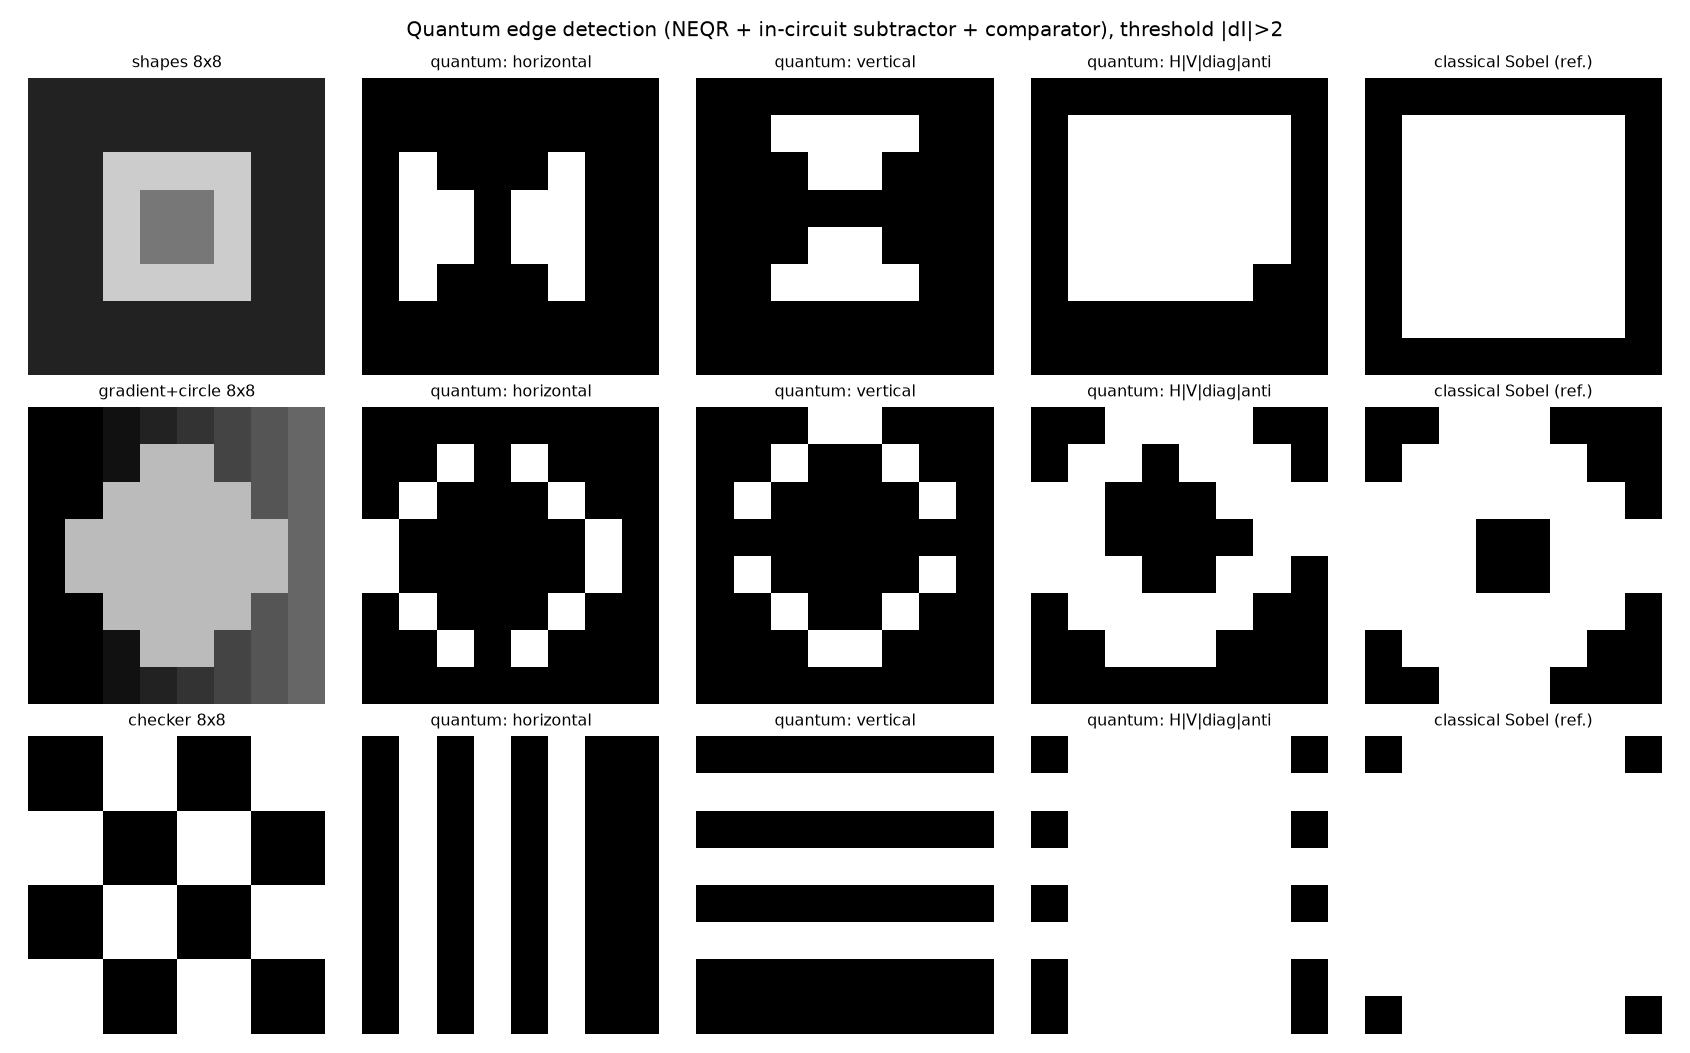 Quantum edge detection (NEQR + in-circuit subtractor + comparator), threshold |dI|>2
shapes 8x8
quantum: horizontal
quantum: vertical
quantum: H|V|diag|anti
classical Sobel (ref.)
gradient+circle 8x8
quantum: horizontal
quantum: vertical
quantum: H|V|diag|anti
classical Sobel (ref.)
checker 8x8
quantum: horizontal
quantum: vertical
quantum: H|V|diag|anti
classical Sobel (ref.)